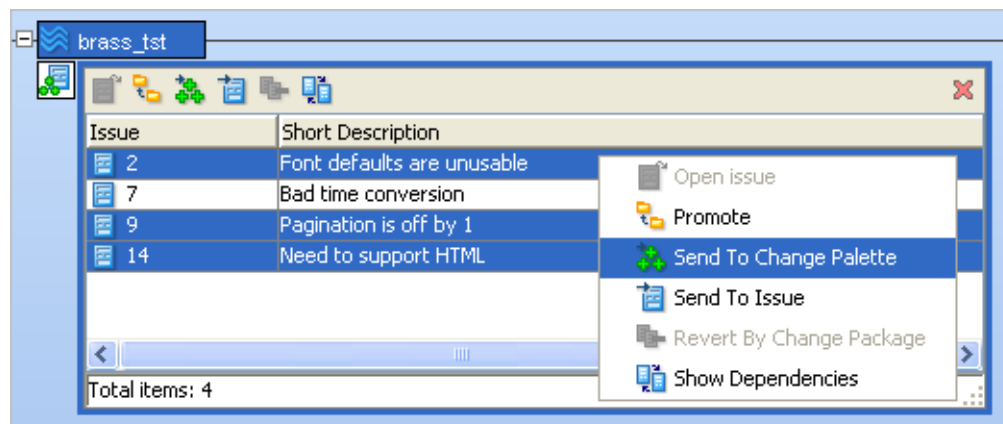 brass_tst
Issue Short Description
2 Font defaults are unusable
7 Bad time conversion
9 Pagination is off by 1
14 Need to support HTML
Open issue
Promote
Send To Change Palette
Send To Issue
Revert By Change Package
Show Dependencies
Total items: 4